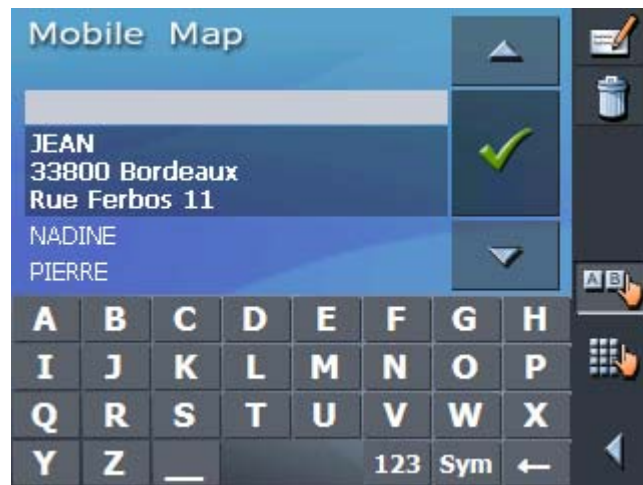 Mobile Map
JEAN
33800 Bordeaux
Rue Ferbos 11
NADINE
PIERRE
A B
A B C D E F G H
I J K L M N O P
Q R S T U V W X
Y Z _ 123 Sym ←